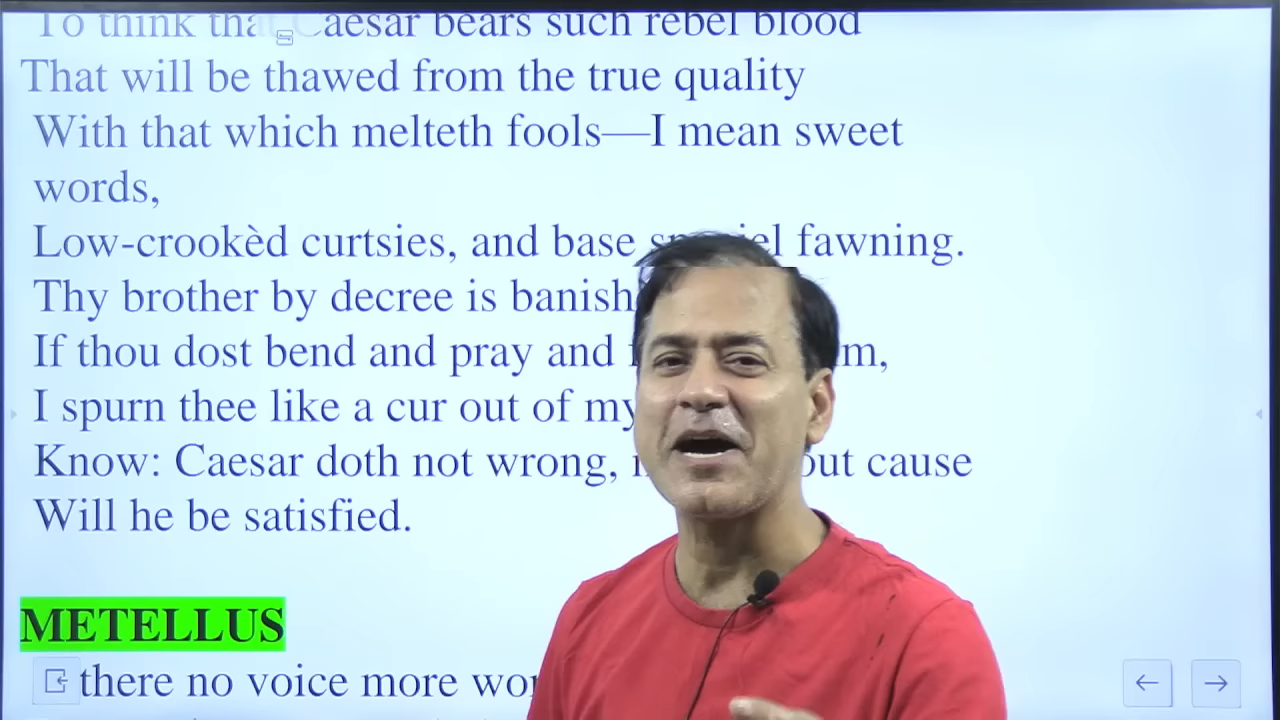 To think that Caesar bears such rebel blood
That will be thawed from the true quality
With that which melteth fools—I mean sweet
words,
Low-crookèd curtsies, and base fawning.
Thy brother by decree is
If thou dost bend and pray and
I spurn thee like a cur out of my
Know: Caesar doth not wrong, cause
Will he be satisfied.
METELLUS
there no voice more